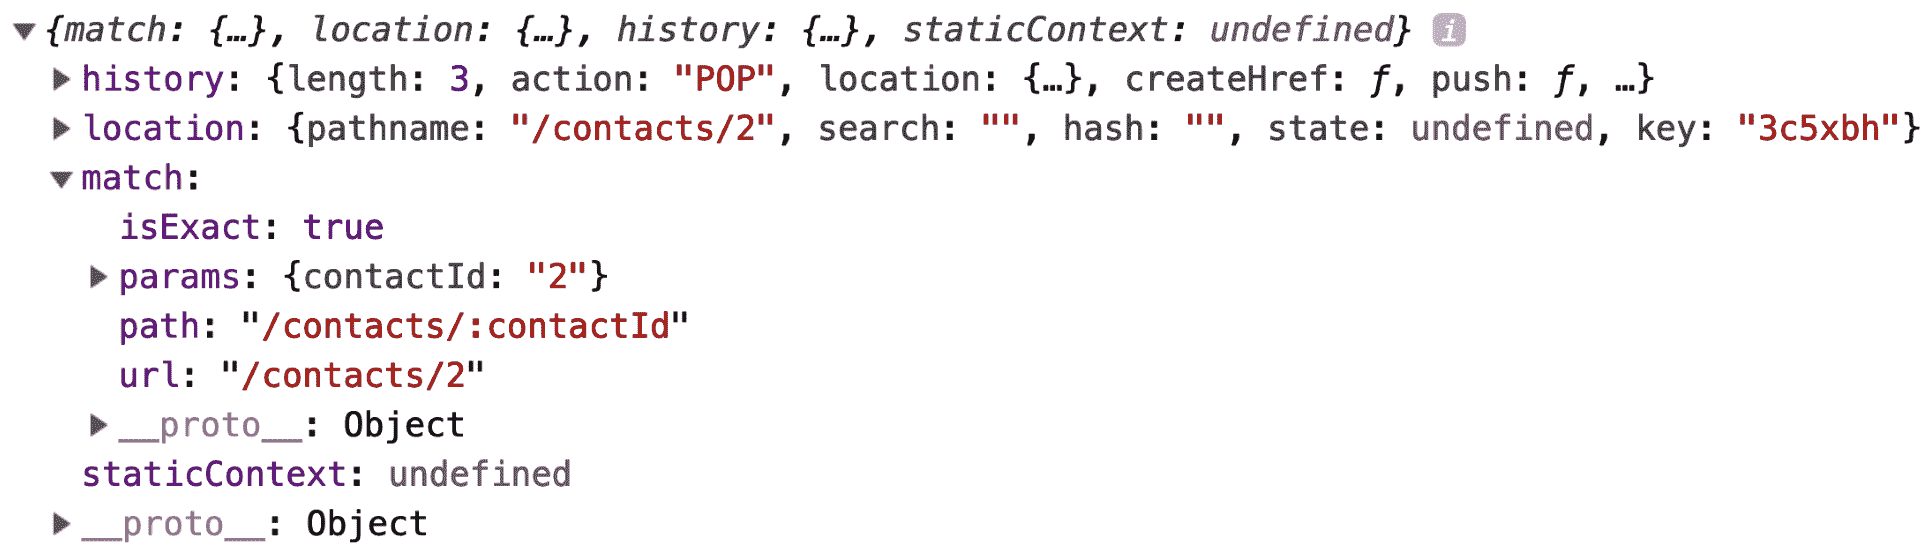 {match: {…}, location: {…}, history: {…}, staticContext: undefined} i
history: {length: 3, action: "POP", location: {…}, createHref: ƒ, push: ƒ, …}
location: {pathname: "/contacts/2", search: "", hash: "", state: undefined, key: "3c5xbh"}
match:
isExact: true
params: {contactId: "2"}
path: "/contacts/:contactId"
url: "/contacts/2"
__proto__: Object
staticContext: undefined
__proto__: Object